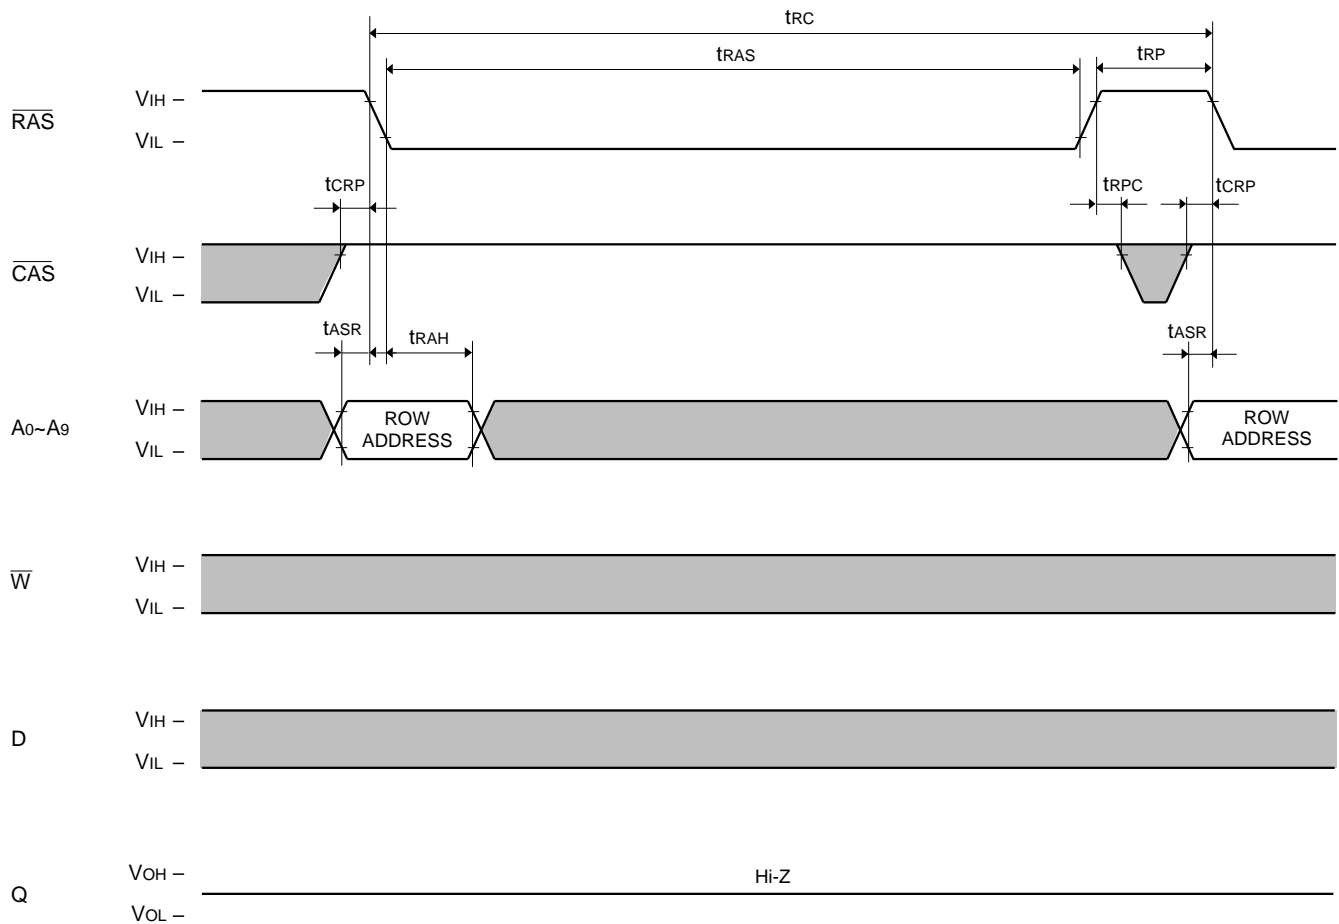 tRC
tRAS
tRP
RAS
VIH –
VIL –
tCRP
tRPC
tCRP
CAS
VIH –
VIL –
tASR
tRAH
tASR
A0~A9
VIH –
VIL –
ROW
ADDRESS
ROW
ADDRESS
W
VIH –
VIL –
D
VIH –
VIL –
Q
VOH –
VOL –
Hi-Z